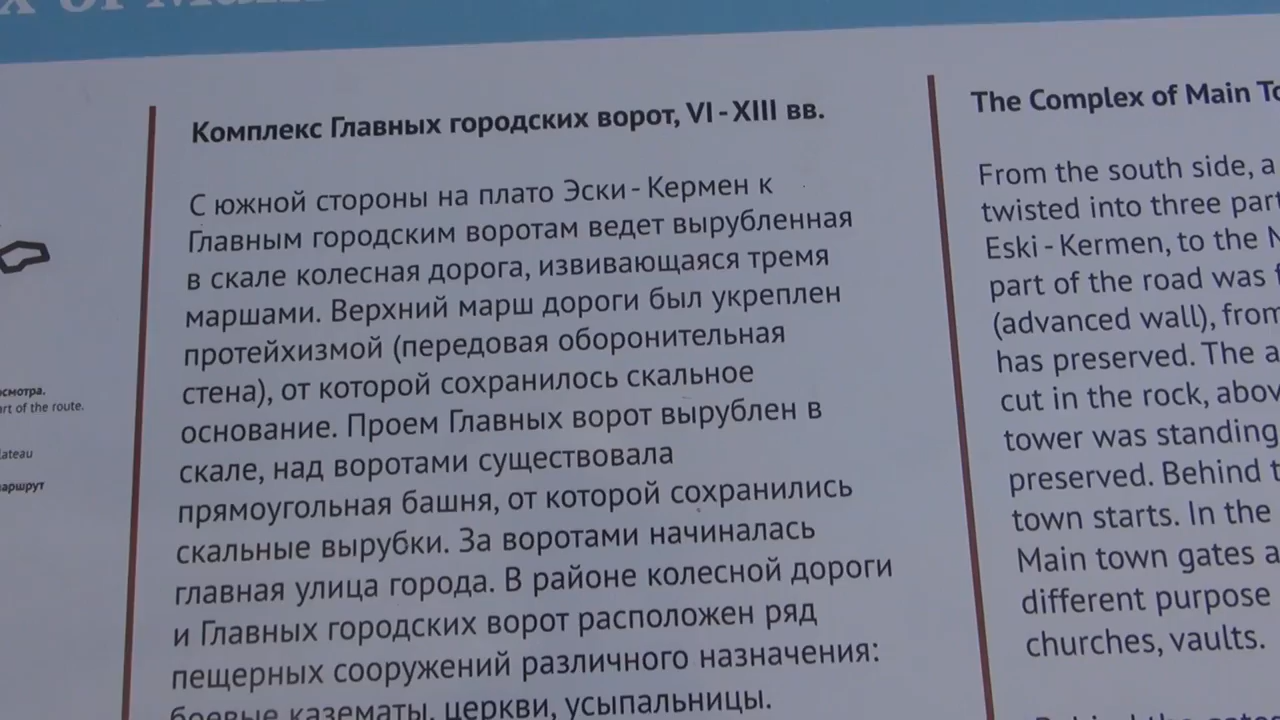 of
осмотра.
art of the route.
lateau
маршрут
Комплекс Главных городских ворот, VI - XIII вв.
С южной стороны на плато Эски - Кермен к
Главным городским воротам ведет вырубленная
в скале колесная дорога, извивающаяся тремя
маршами. Верхний марш дороги был укреплен
протейхизмой (передовая оборонительная
стена), от которой сохранилось скальное
основание. Проем Главных ворот вырублен в
скале, над воротами существовала
прямоугольная башня, от которой сохранились
скальные вырубки. За воротами начиналась
главная улица города. В районе колесной дороги
и Главных городских ворот расположен ряд
пещерных сооружений различного назначения:
боевые казематы, церкви, усыпальницы.
The Complex of Main To
From the south side, a
twisted into three part
Eski - Kermen, to the
part of the road was
(advanced wall), from
has preserved. The a
cut in the rock, abov
tower was standing
preserved. Behind t
town starts. In the
Main town gates a
different purpose
churches, vaults.